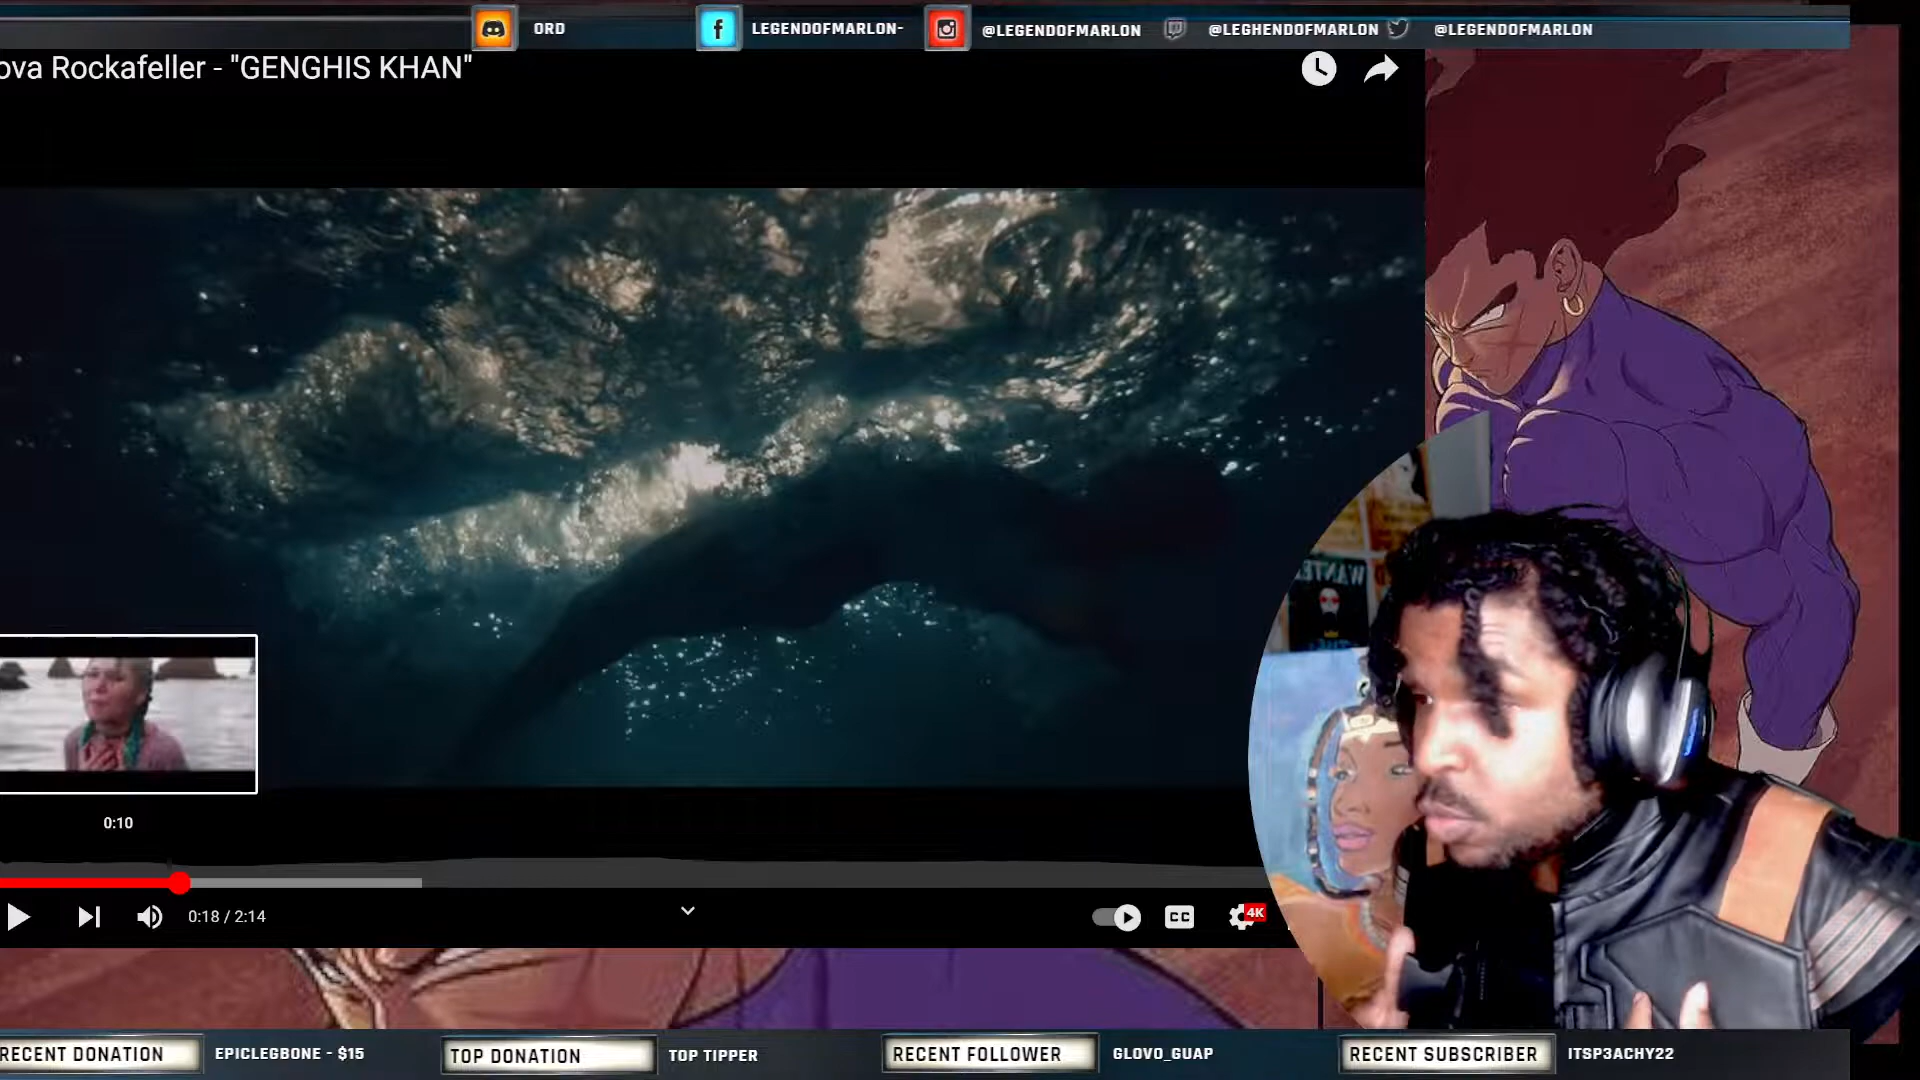 ORD
LEGENDOFMARLON-
@LEGENDOFMARLON
@LEGHENDOFMARLON
@LEGENDOFMARLON
ova Rockafeller - "GENGHIS KHAN"
WANTED
0:10
0:18 / 2:14
CC
4K
RECENT DONATION
EPICLEGBONE - $15
TOP DONATION
TOP TIPPER
RECENT FOLLOWER
GLOVO_GUAP
RECENT SUBSCRIBER
ITSP3ACHY22